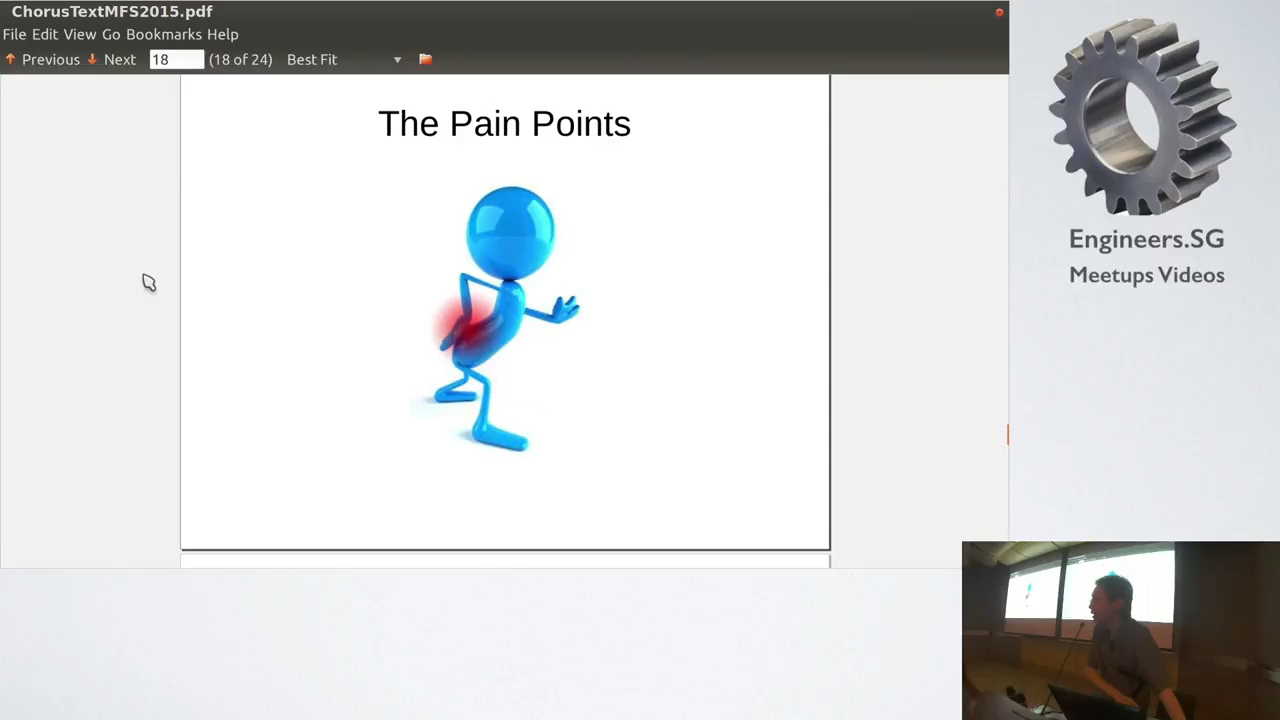 ChorusTextMFS2015.pdf
File Edit View Go Bookmarks Help
Previous Next 18 (18 of 24) Best Fit
The Pain Points
Engineers.SG
Meetups Videos